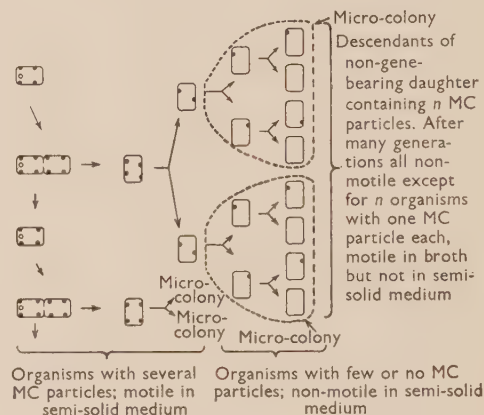 Micro-colony
Descendants of
non-gene-
bearing daughter
containing n MC
particles. After
many gener-
ations all non-
motile except
for n organisms
with one MC
particle each,
motile in broth
but not in semi-
solid medium
Micro-
colony
Micro-
colony
Micro-colony
Organisms with several
MC particles; motile in
semi-solid medium
Organisms with few or no MC
particles; non-motile in semi-solid
medium